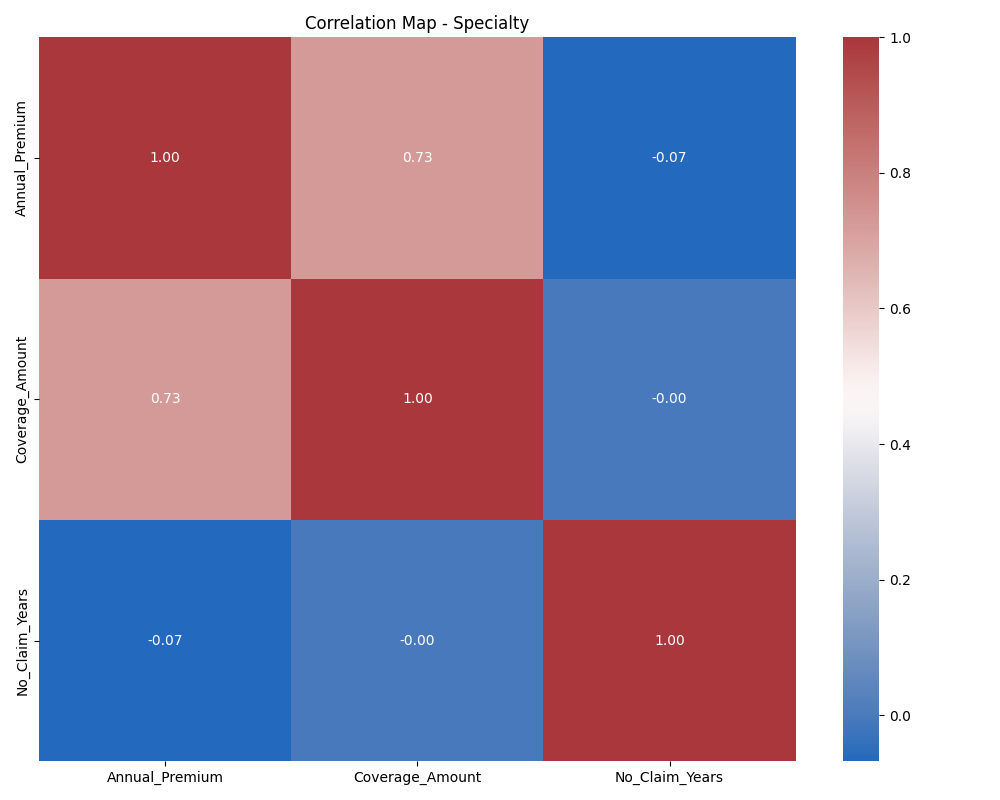 Correlation Map - Specialty
Annual_Premium
1.00
0.73
-0.07
Coverage_Amount
0.73
1.00
-0.00
No_Claim_Years
-0.07
-0.00
1.00
Annual_Premium
Coverage_Amount
No_Claim_Years
1.0
0.8
0.6
0.4
0.2
0.0